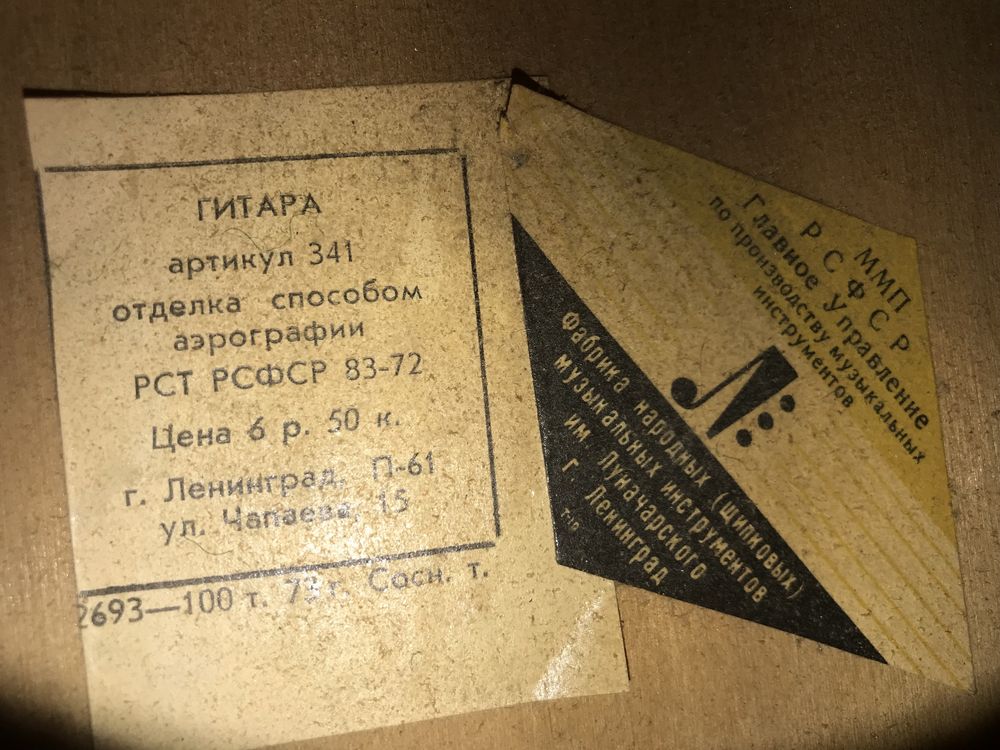 ГИТАРА
артикул 341
отделка способом
аэрографии
РСТ РСФСР 83-72
Цена 6 р. 50 к.
г. Ленинград, П-61
ул. Чапаева, 15
2693—100 т. 73 г. Сосн. т.
ММП
РСФСР
Главное Управление
по производству музыкальных
инструментов
Фабрика народных (щипковых)
музыкальных инструментов
им. Луначарского
г. Ленинград